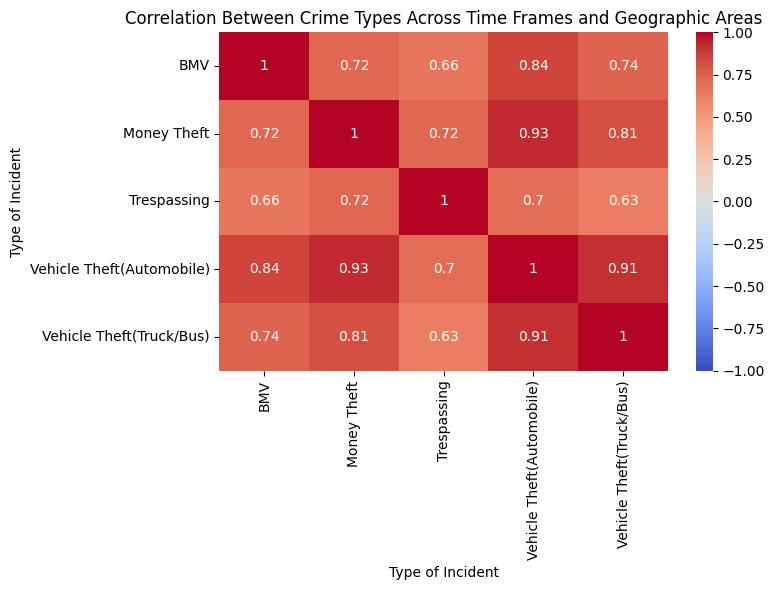 Correlation Between Crime Types Across Time Frames and Geographic Areas
Type of Incident
BMV 1 0.72 0.66 0.84 0.74
Money Theft 0.72 1 0.72 0.93 0.81
Trespassing 0.66 0.72 1 0.7 0.63
Vehicle Theft(Automobile) 0.84 0.93 0.7 1 0.91
Vehicle Theft(Truck/Bus) 0.74 0.81 0.63 0.91 1
BMV
Money Theft
Trespassing
Vehicle Theft(Automobile)
Vehicle Theft(Truck/Bus)
Type of Incident
1.00
0.75
0.50
0.25
0.00
−0.25
−0.50
−0.75
−1.00